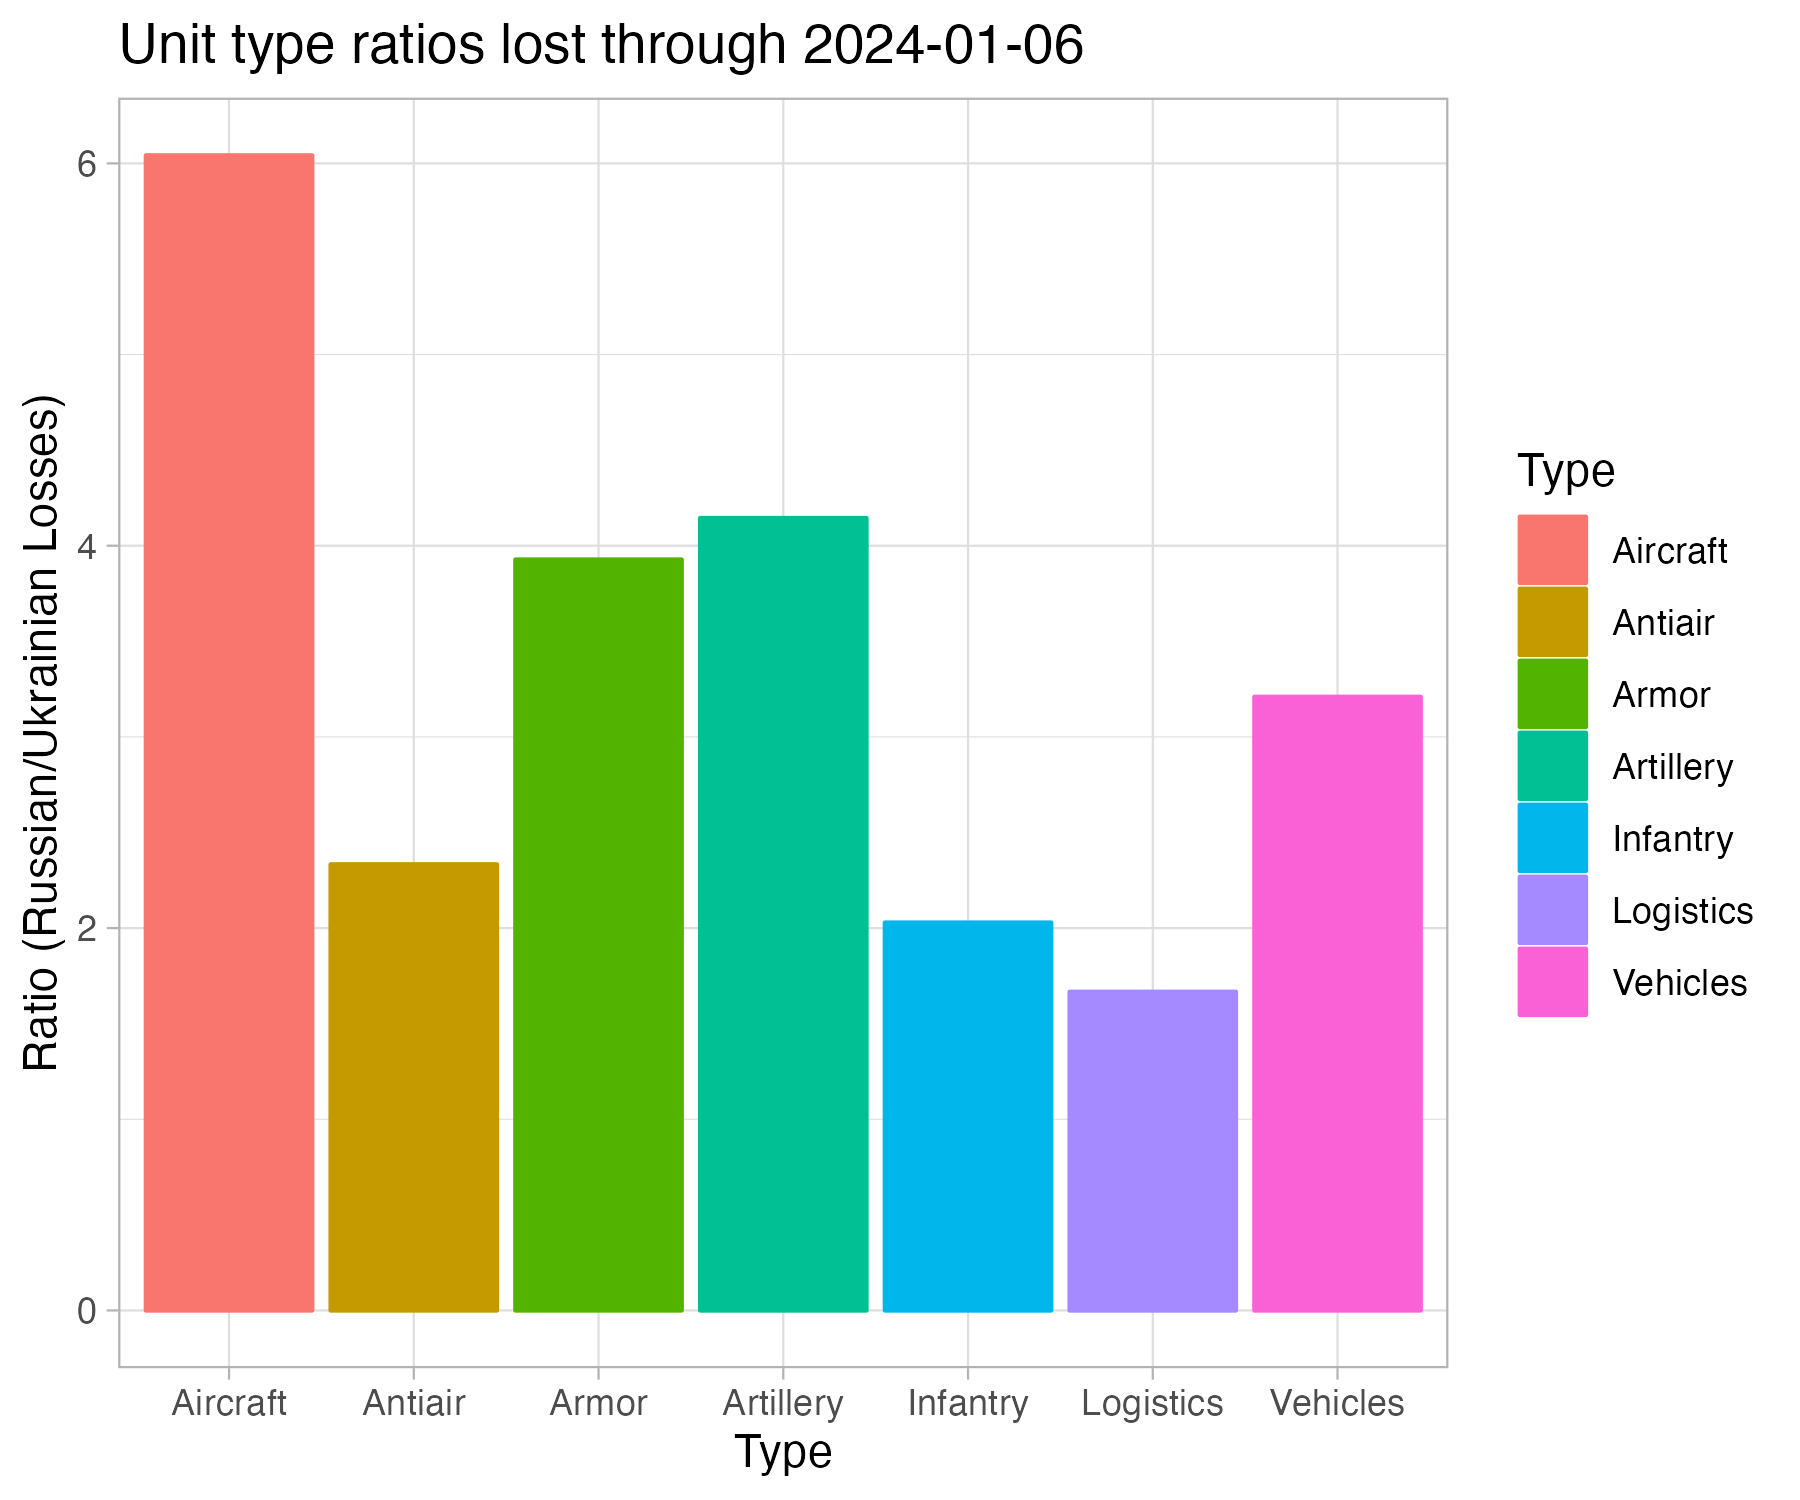 Unit type ratios lost through 2024-01-06
Ratio (Russian/Ukrainian Losses)
6
4
2
0
Aircraft
Antiair
Armor
Artillery
Infantry
Logistics
Vehicles
Type
Type
Aircraft
Antiair
Armor
Artillery
Infantry
Logistics
Vehicles